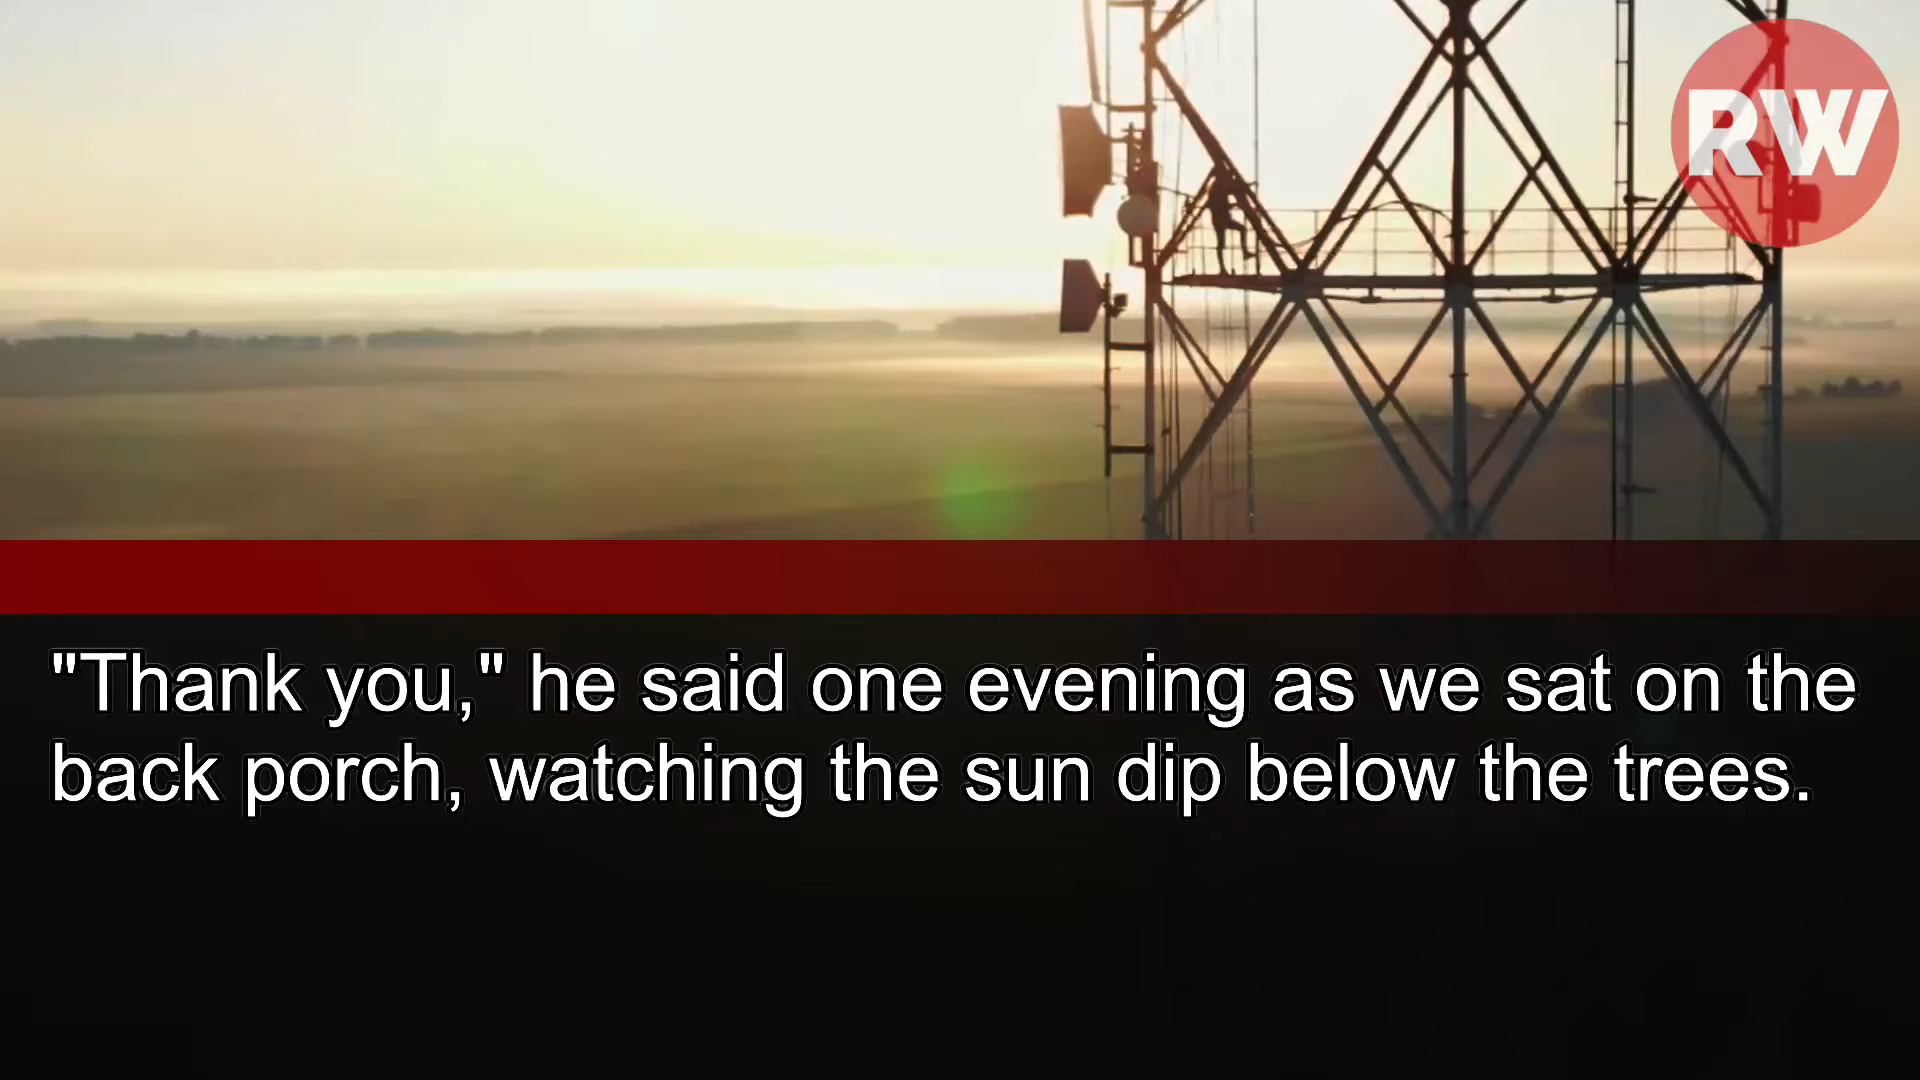 RW
"Thank you," he said one evening as we sat on the
back porch, watching the sun dip below the trees.